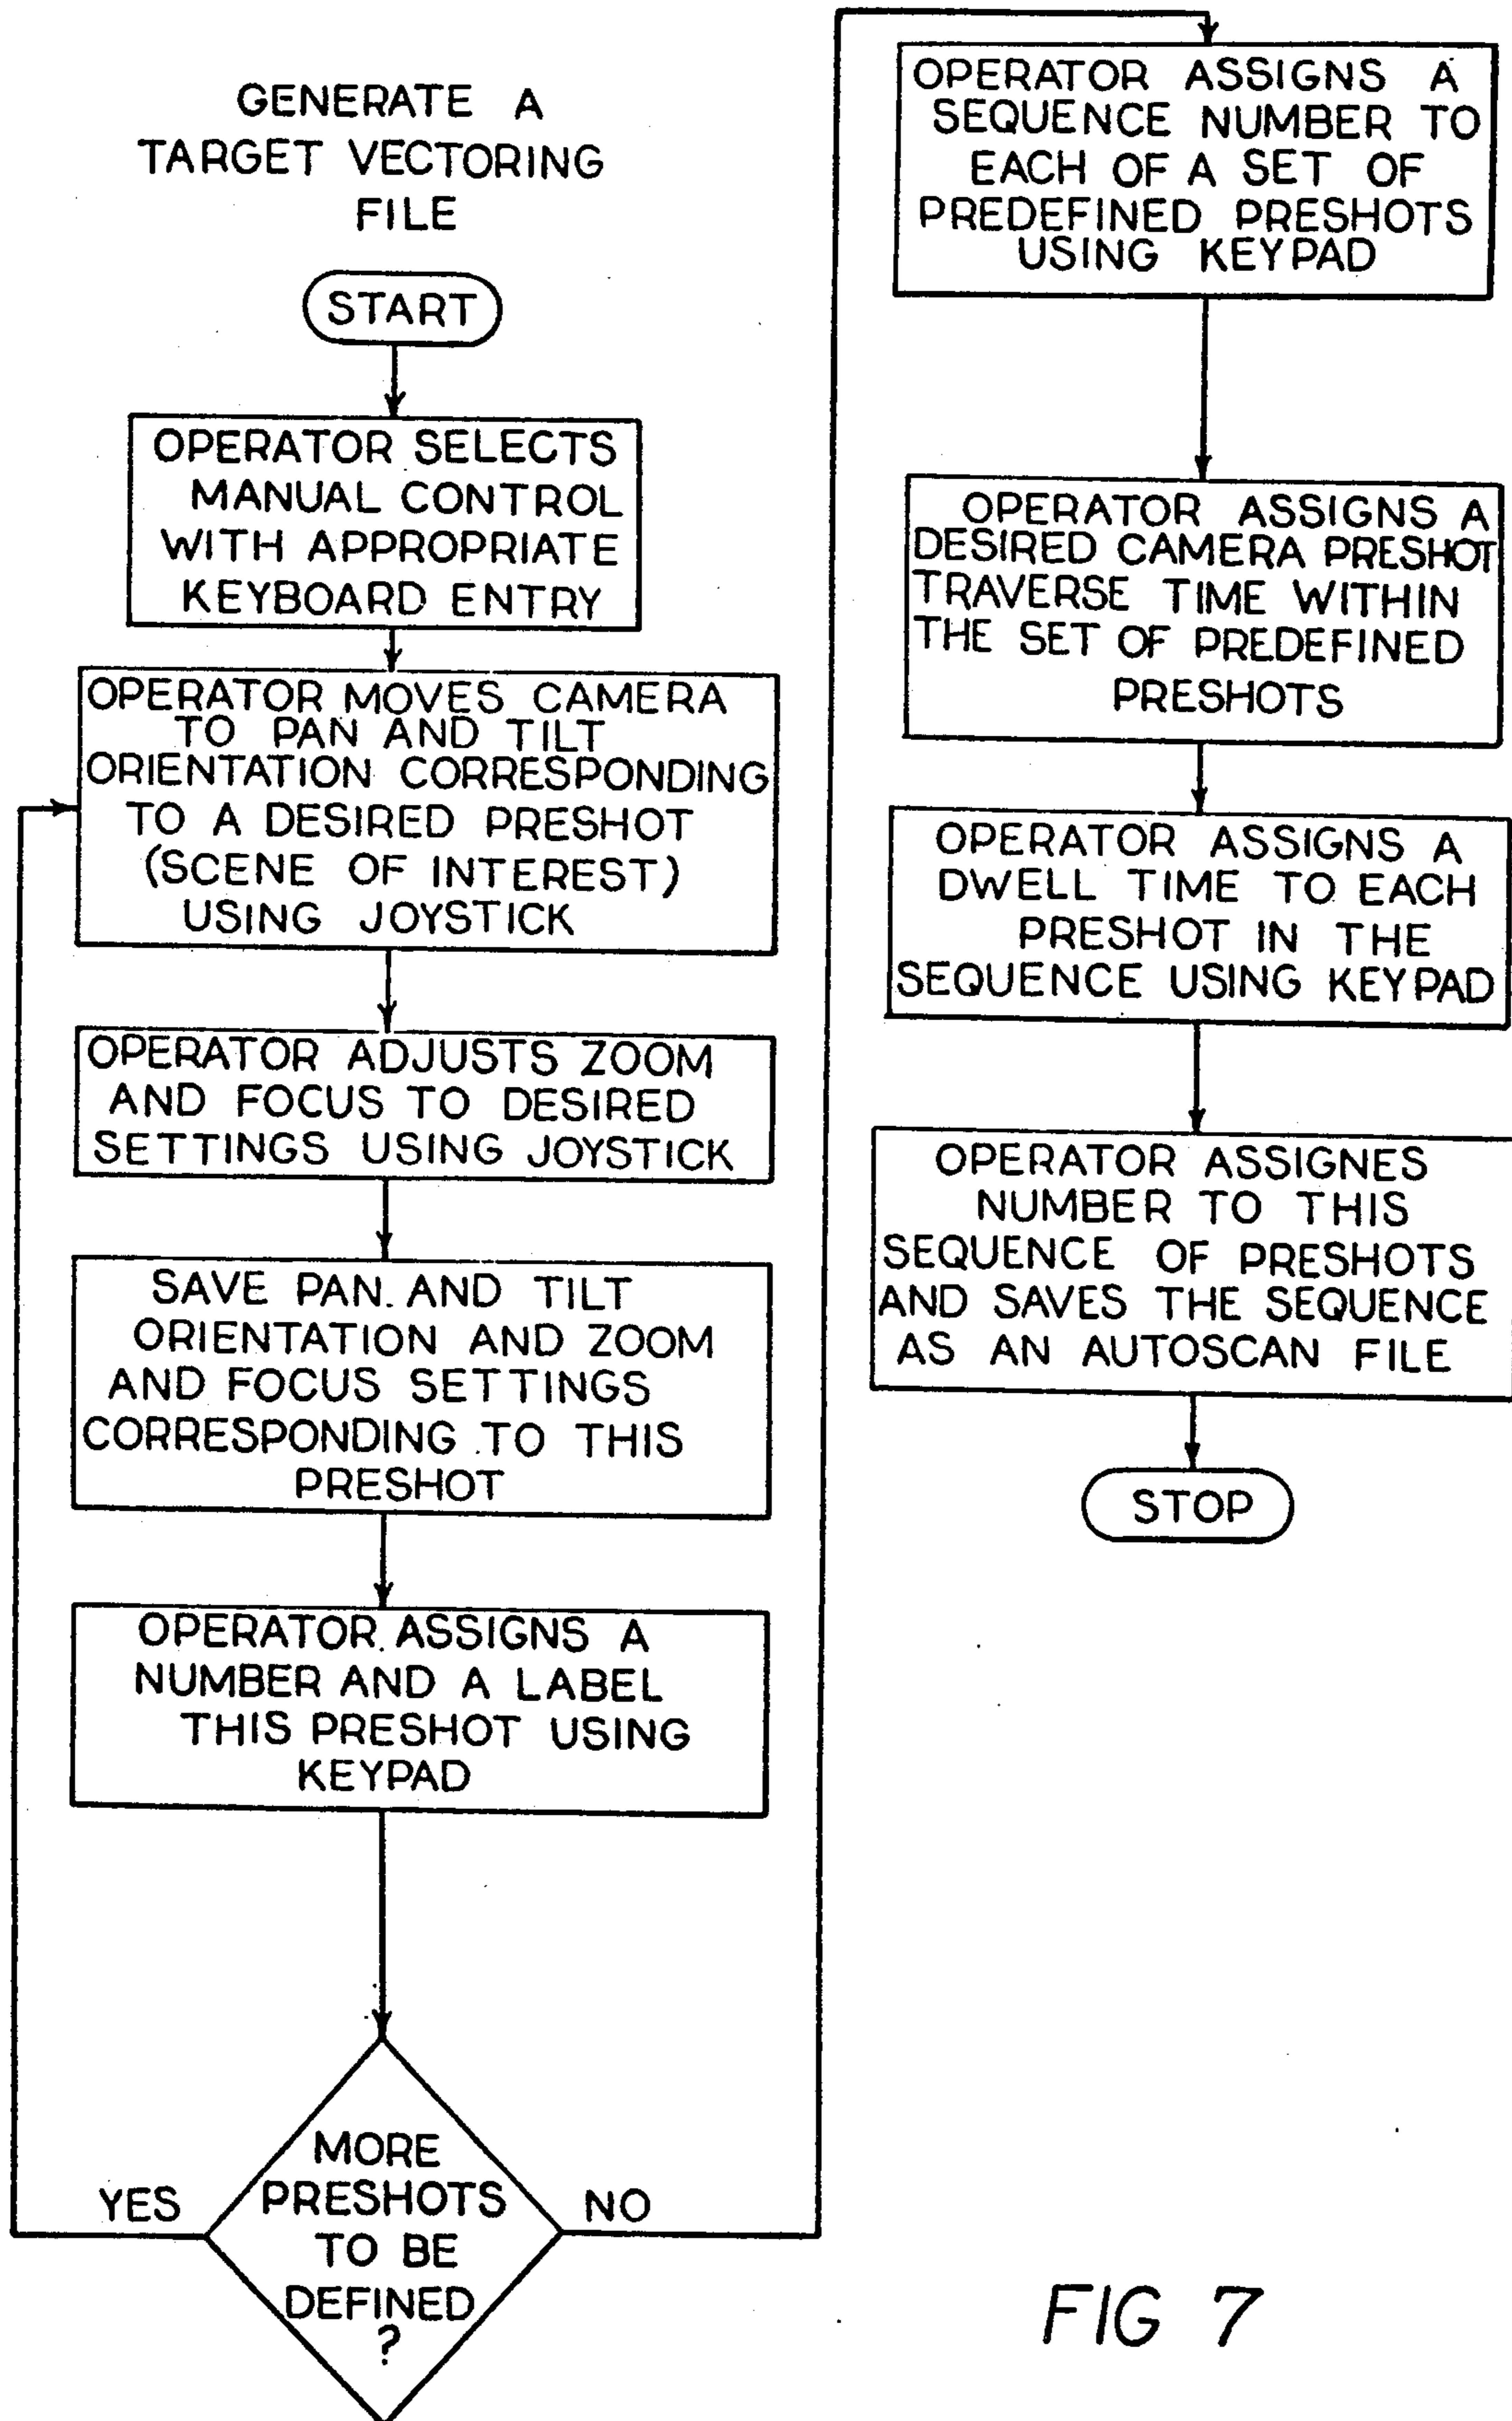 GENERATE A
TARGET VECTORING
FILE
START
OPERATOR SELECTS
MANUAL CONTROL
WITH APPROPRIATE
KEYBOARD ENTRY
OPERATOR MOVES CAMERA
TO PAN AND TILT
ORIENTATION CORRESPONDING
TO A DESIRED PRESHOT
(SCENE OF INTEREST)
USING JOYSTICK
OPERATOR ADJUSTS ZOOM
AND FOCUS TO DESIRED
SETTINGS USING JOYSTICK
SAVE PAN AND TILT
ORIENTATION AND ZOOM
AND FOCUS SETTINGS
CORRESPONDING TO THIS
PRESHOT
OPERATOR ASSIGNS A
NUMBER AND A LABEL
THIS PRESHOT USING
KEYPAD
MORE
PRESHOTS
TO BE
DEFINED
?
YES
NO
OPERATOR ASSIGNS A
SEQUENCE NUMBER TO
EACH OF A SET OF
PREDEFINED PRESHOTS
USING KEYPAD
OPERATOR ASSIGNS A
DESIRED CAMERA PRESHOT
TRAVERSE TIME WITHIN
THE SET OF PREDEFINED
PRESHOTS
OPERATOR ASSIGNS A
DWELL TIME TO EACH
PRESHOT IN THE
SEQUENCE USING KEYPAD
OPERATOR ASSIGNES
NUMBER TO THIS
SEQUENCE OF PRESHOTS
AND SAVES THE SEQUENCE
AS AN AUTOSCAN FILE
STOP
FIG 7